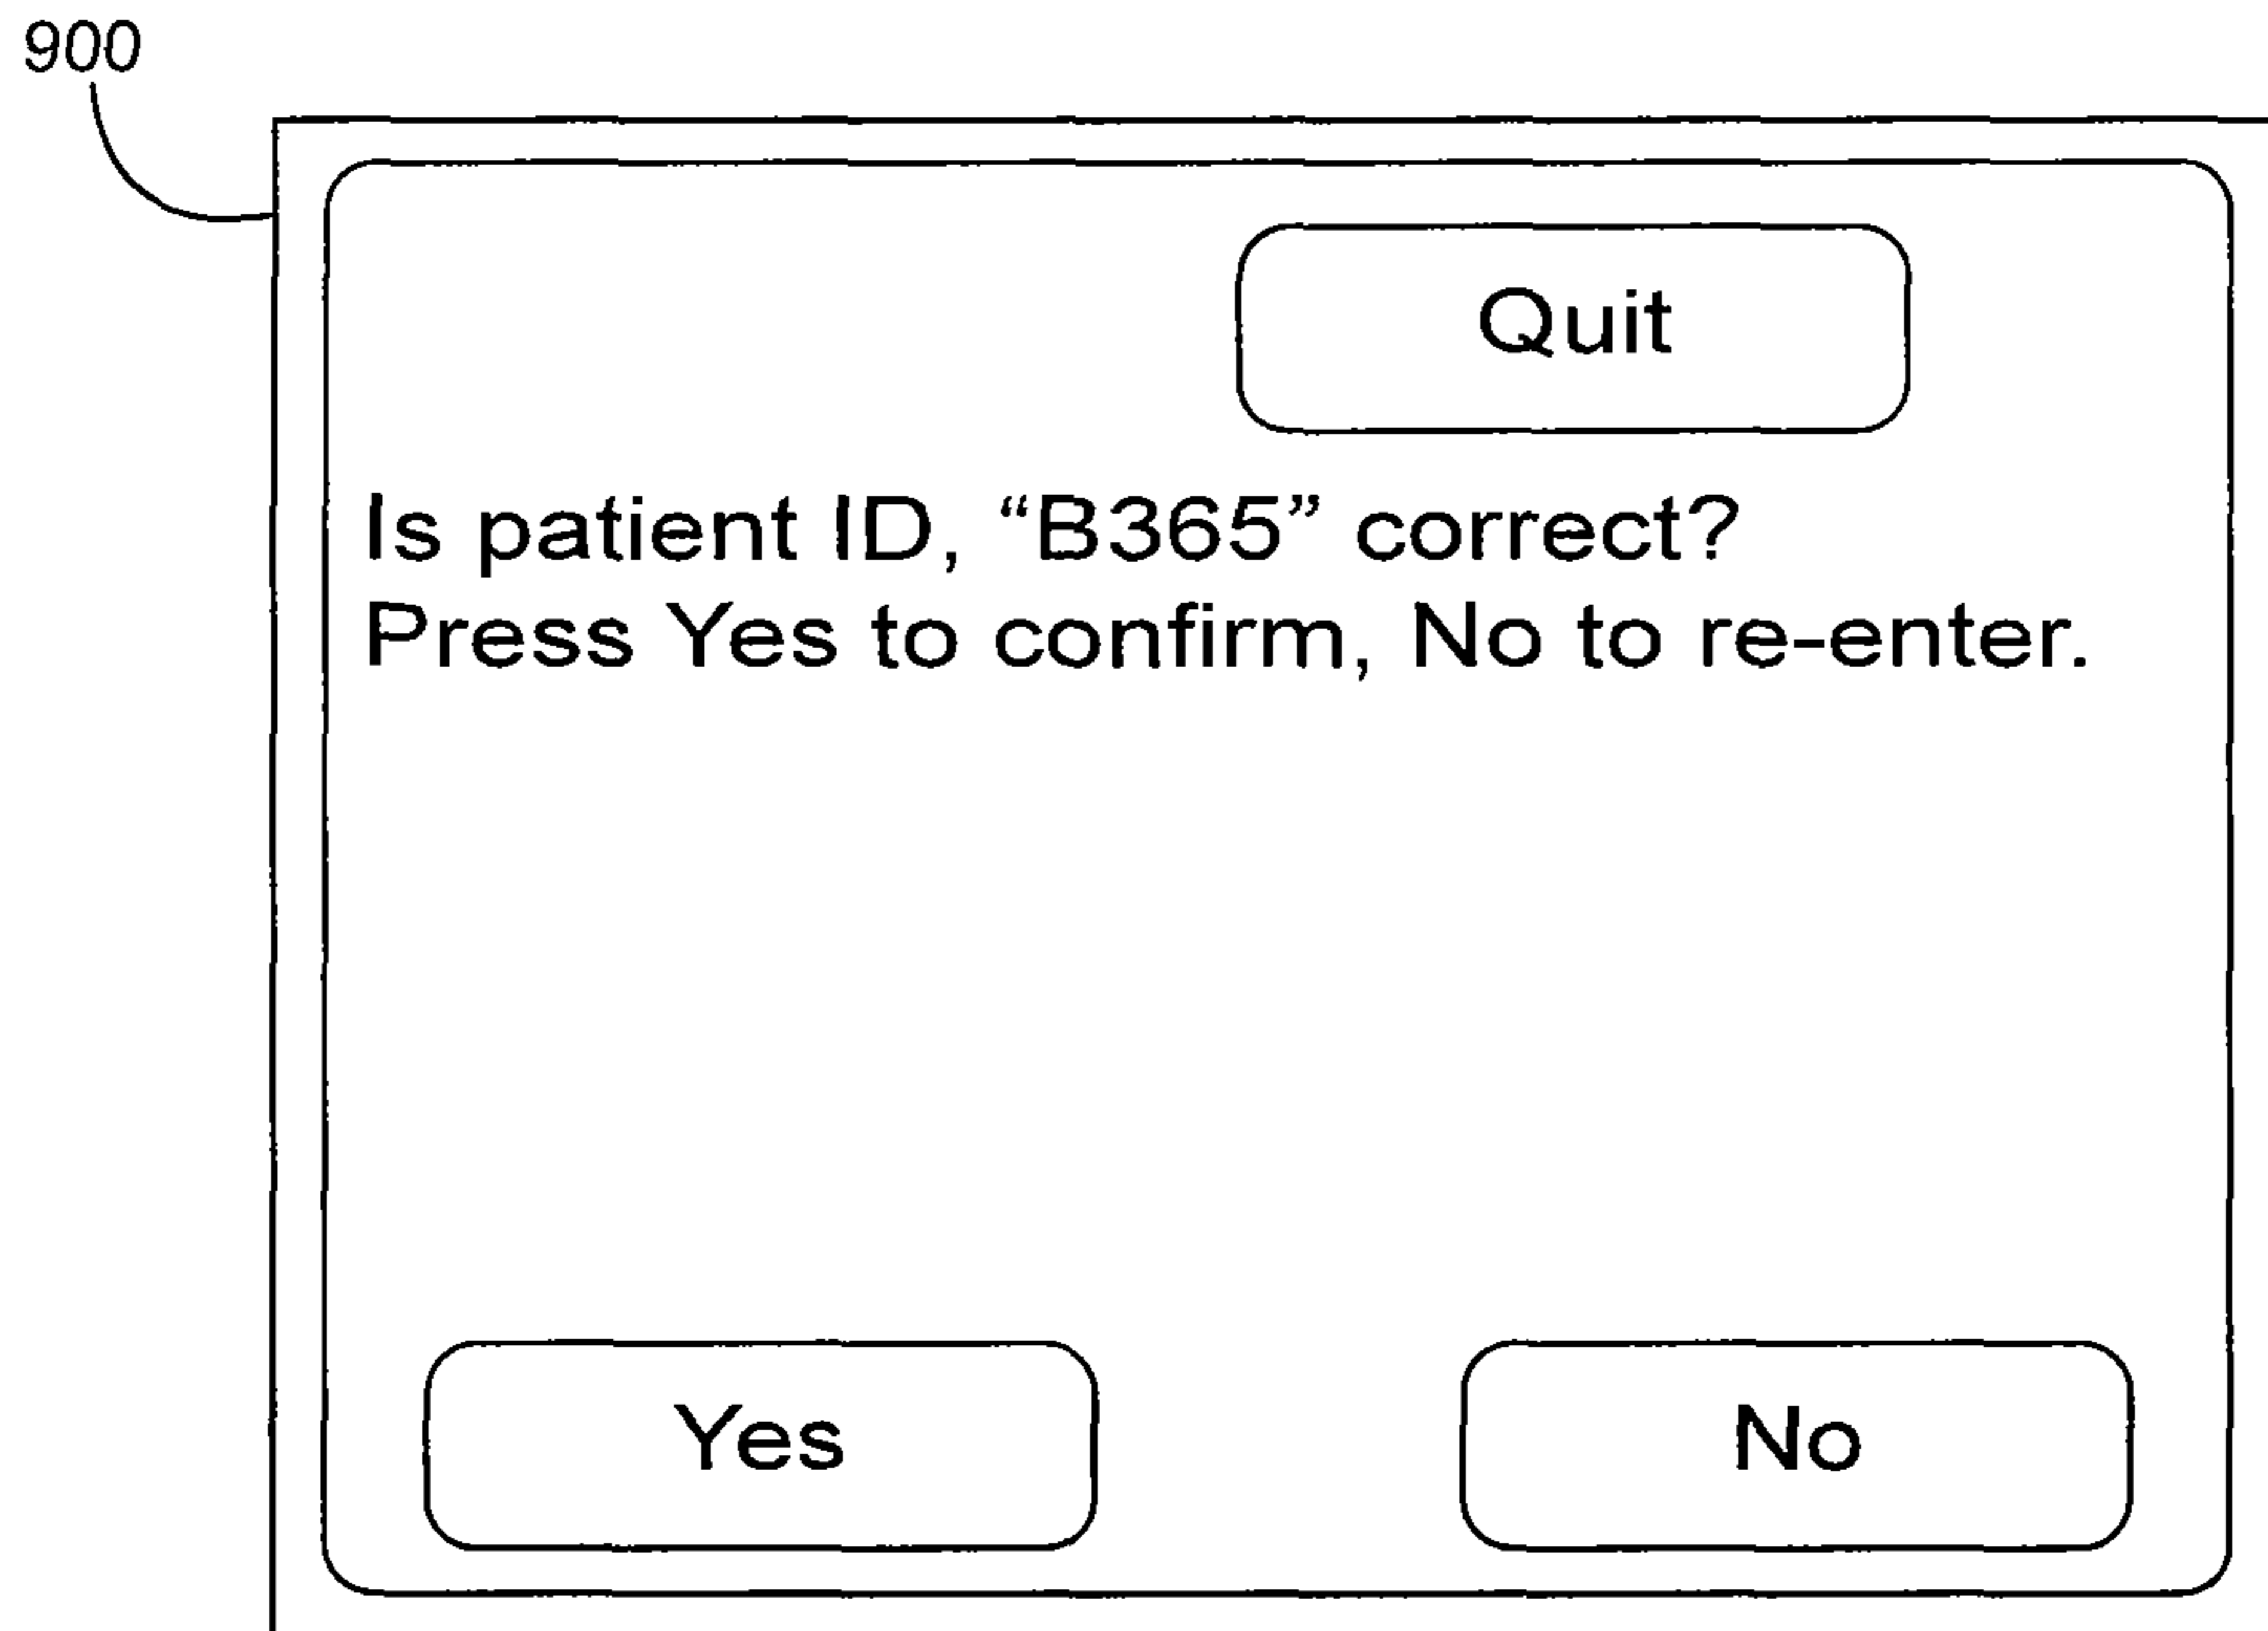 900
Quit
Is patient ID, “B365” correct?
Press Yes to confirm, No to re-enter.
Yes
No